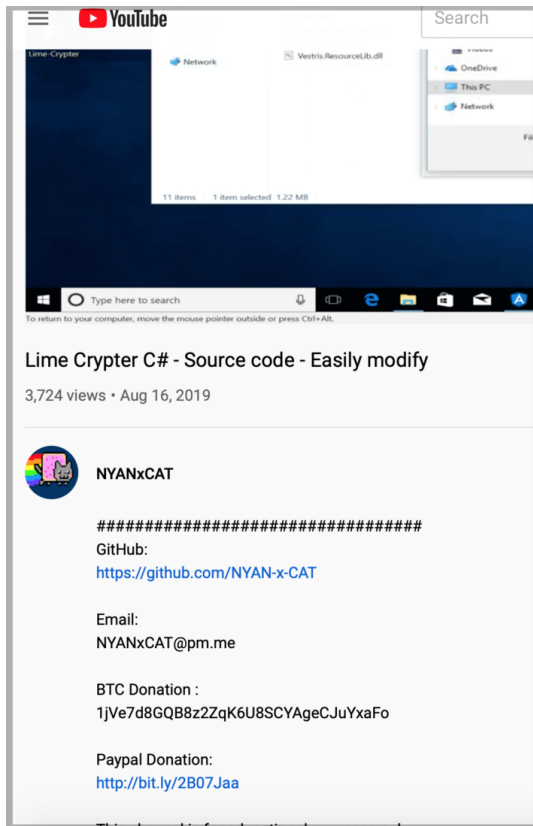 YouTube
Search
Lime-Crypter
Network
Vestris.ResourceLib.dll
OneDrive
This PC
Network
11 items 1 item selected 1.22 MB
Type here to search
To return to your computer, move the mouse pointer outside or press Ctrl+Alt.
Lime Crypter C# - Source code - Easily modify
3,724 views • Aug 16, 2019
NYANxCAT
##################################
GitHub:
https://github.com/NYAN-x-CAT
Email:
NYANxCAT@pm.me
BTC Donation :
1jVe7d8GQB8z2ZqK6U8SCYAgeCJuYxaFo
Paypal Donation:
http://bit.ly/2B07Jaa